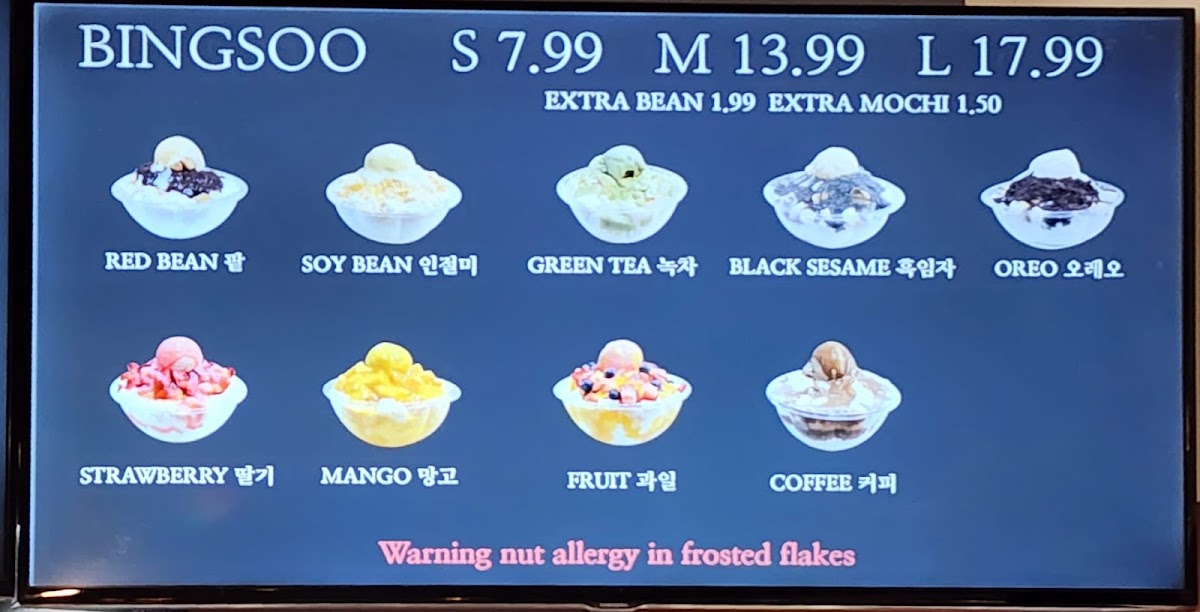 BINGSOO S 7.99 M 13.99 L 17.99
EXTRA BEAN 1.99 EXTRA MOCHI 1.50
RED BEAN 팥
SOY BEAN 인절미
GREEN TEA 녹차
BLACK SESAME 흑임자
OREO 오레오
STRAWBERRY 딸기
MANGO 망고
FRUIT 과일
COFFEE 커피
Warning nut allergy in frosted flakes
SAMSUNG